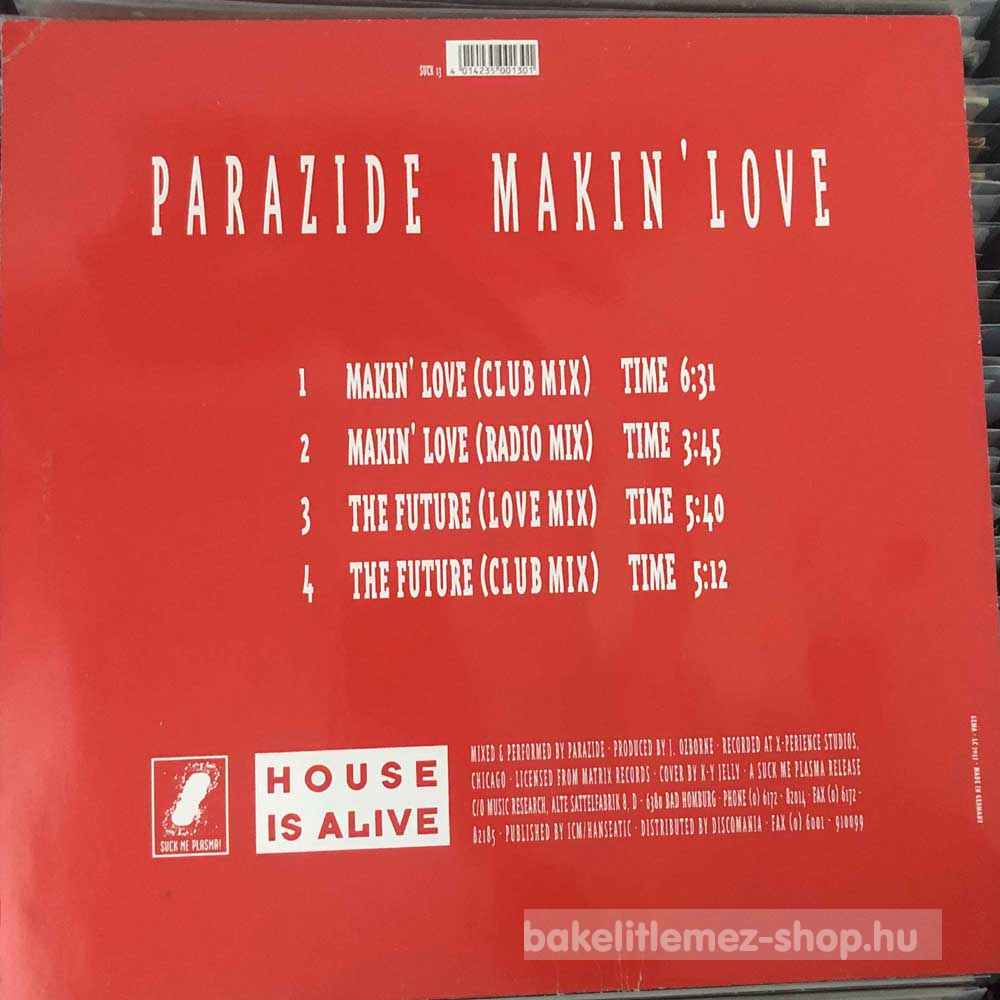 SUCK 13
4 014235 001301
PARAZIDE MAKIN' LOVE
1 MAKIN' LOVE (CLUB MIX) TIME 6:31
2 MAKIN' LOVE (RADIO MIX) TIME 3:45
3 THE FUTURE (LOVE MIX) TIME 5:40
4 THE FUTURE (CLUB MIX) TIME 5:12
SUCK ME PLASMA!
HOUSE
IS ALIVE
MIXED & PERFORMED BY PARAZIDE · PRODUCED BY J. OZBORNE · RECORDED AT X-PERIENCE STUDIOS,
CHICAGO · LICENSED FROM MATRIX RECORDS · COVER BY K-Y JELLY · A SUCK ME PLASMA RELEASE
C/O MUSIC RESEARCH, ALTE SATTELFABRIK 8, D - 6380 BAD HOMBURG · PHONE (0) 6172 - 82014 - FAX (0) 6172 -
82185 · PUBLISHED BY ICM/HANSEATIC · DISTRIBUTED BY DISCOMANIA · FAX (0) 6001 - 910099
GEMA · LC · MADE IN GERMANY
bakelitlemez-shop.hu